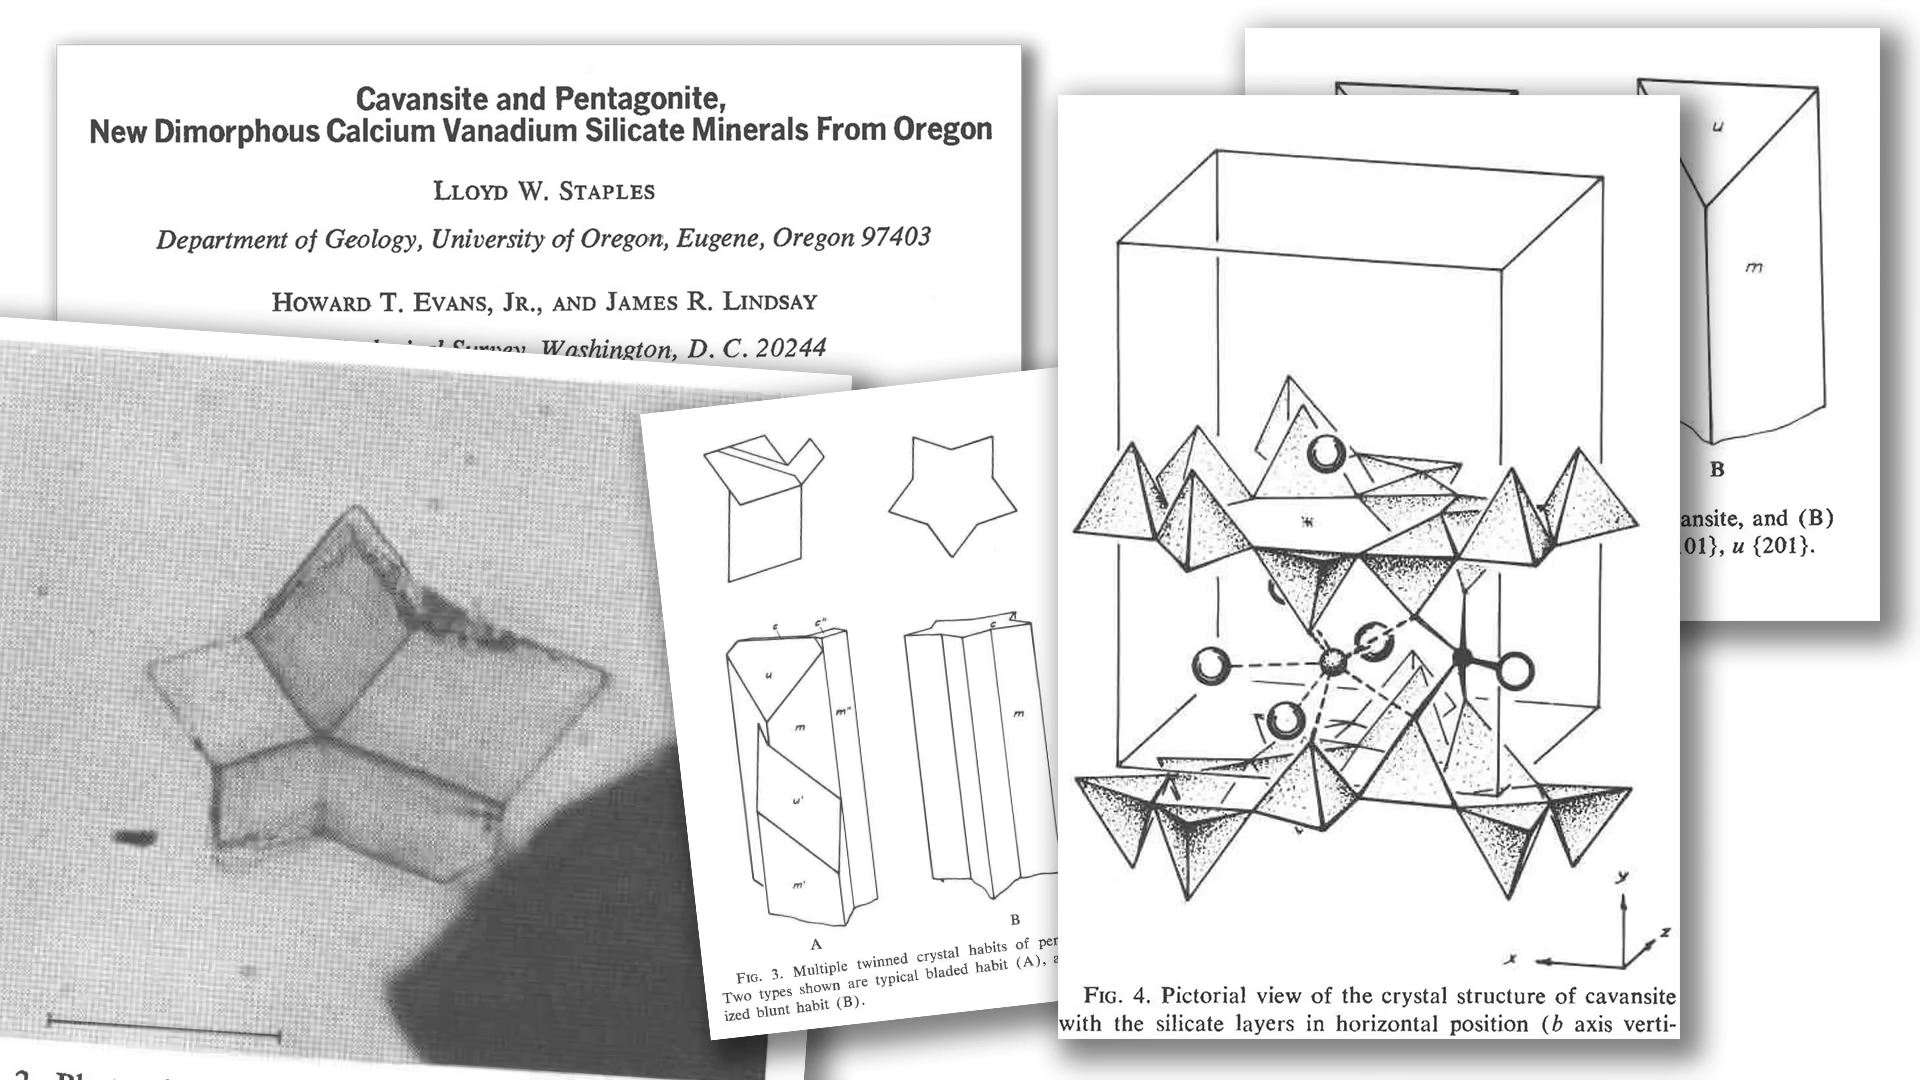 Cavansite and Pentagonite,
New Dimorphous Calcium Vanadium Silicate Minerals From Oregon
LLOYD W. STAPLES
Department of Geology, University of Oregon, Eugene, Oregon 97403
HOWARD T. EVANS, JR., AND JAMES R. LINDSAY
Survey, Washington, D. C. 20244
c c"
u
m m"
u'
m'
A
c
m
B
FIG. 3. Multiple twinned crystal habits of
Two types shown are typical bladed habit (A),
ized blunt habit (B).
u
m
B
ansite, and (B)
01}, u {201}.
y
z
x
FIG. 4. Pictorial view of the crystal structure of cavansite
with the silicate layers in horizontal position (b axis verti-